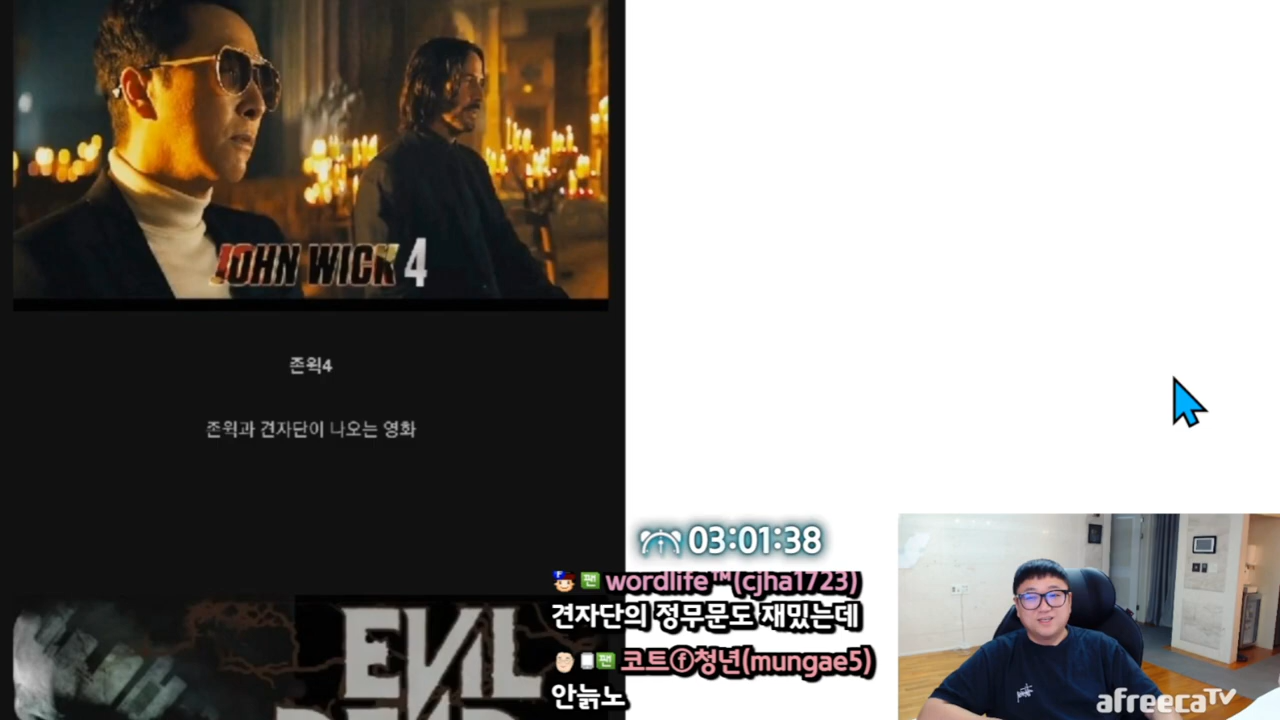 JOHN WICK 4
존윅4
존윅과 견자단이 나오는 영화
EVIL
03:01:38
팬 wordlife™(cjha1723)
견자단의 정무문도 재밌는데
팬 코트ⓕ청년(mungae5)
안늙노
afreecaTV